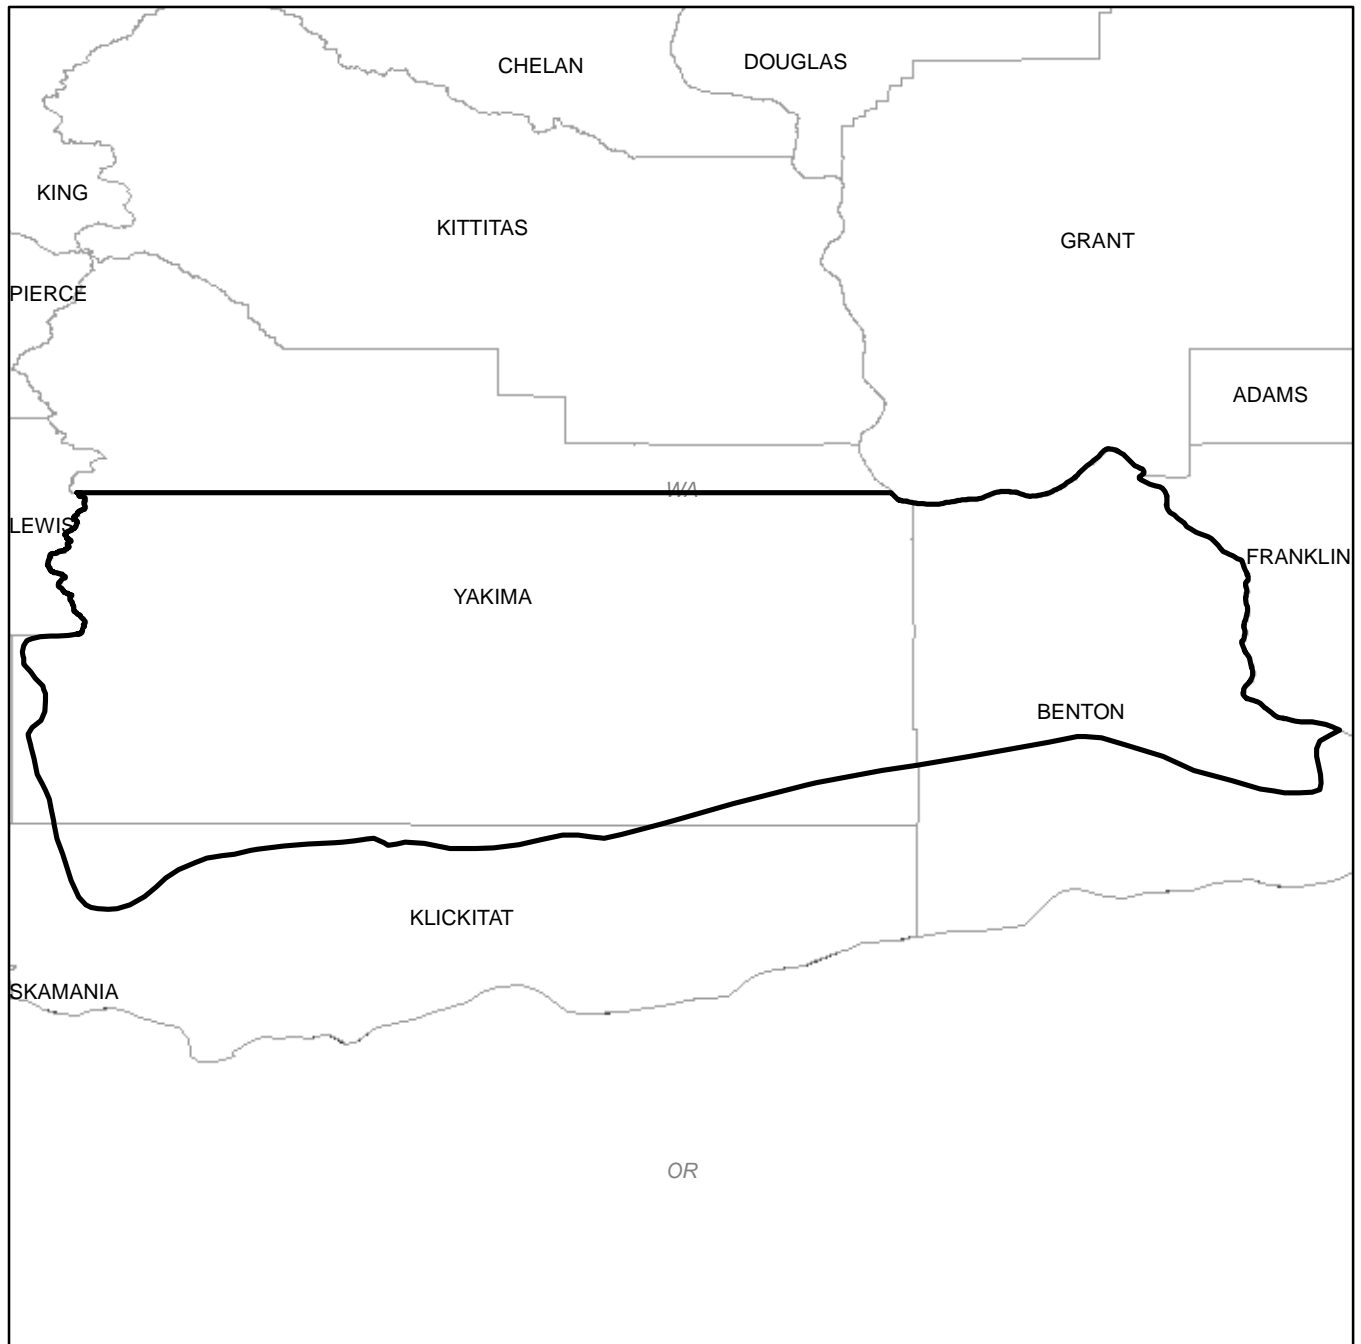 DOUGLAS
CHELAN
KING
KITTITAS
GRANT
PIERCE
ADAMS
WA
LEWIS
FRANKLIN
YAKIMA
BENTON
KLICKITAT
SKAMANIA
OR